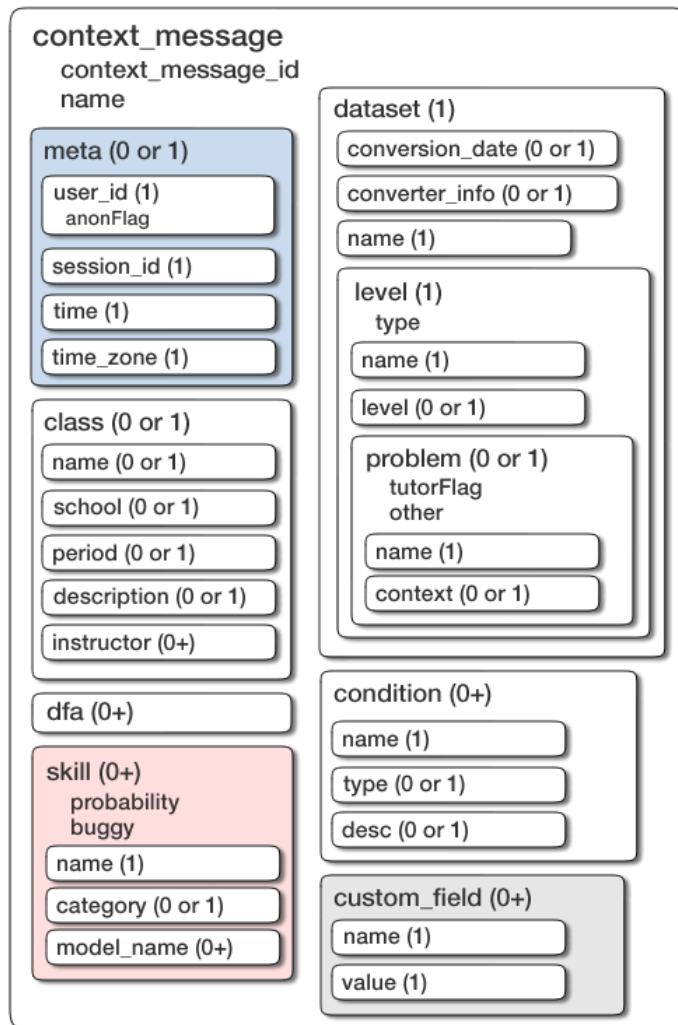 context_message
context_message_id
name
meta (0 or 1)
user_id (1)
anonFlag
session_id (1)
time (1)
time_zone (1)
class (0 or 1)
name (0 or 1)
school (0 or 1)
period (0 or 1)
description (0 or 1)
instructor (0+)
dfa (0+)
skill (0+)
probability
buggy
name (1)
category (0 or 1)
model_name (0+)
dataset (1)
conversion_date (0 or 1)
converter_info (0 or 1)
name (1)
level (1)
type
name (1)
level (0 or 1)
problem (0 or 1)
tutorFlag
other
name (1)
context (0 or 1)
condition (0+)
name (1)
type (0 or 1)
desc (0 or 1)
custom_field (0+)
name (1)
value (1)